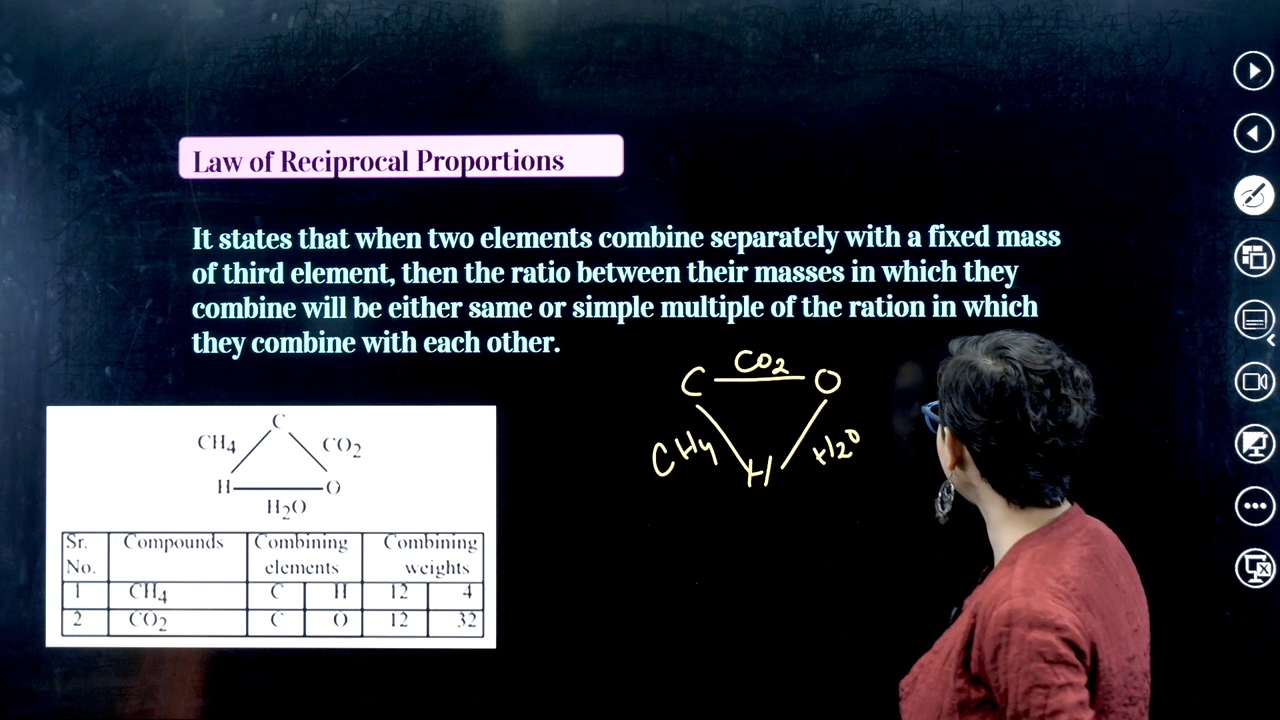 Law of Reciprocal Proportions
It states that when two elements combine separately with a fixed mass
of third element, then the ratio between their masses in which they
combine will be either same or simple multiple of the ration in which
they combine with each other.
CO2
C O
CH4 H2O
H
C
CH4 CO2
H O
H2O
Sr. No. Compounds Combining elements Combining weights
1 CH4 C H 12 4
2 CO2 C O 12 32